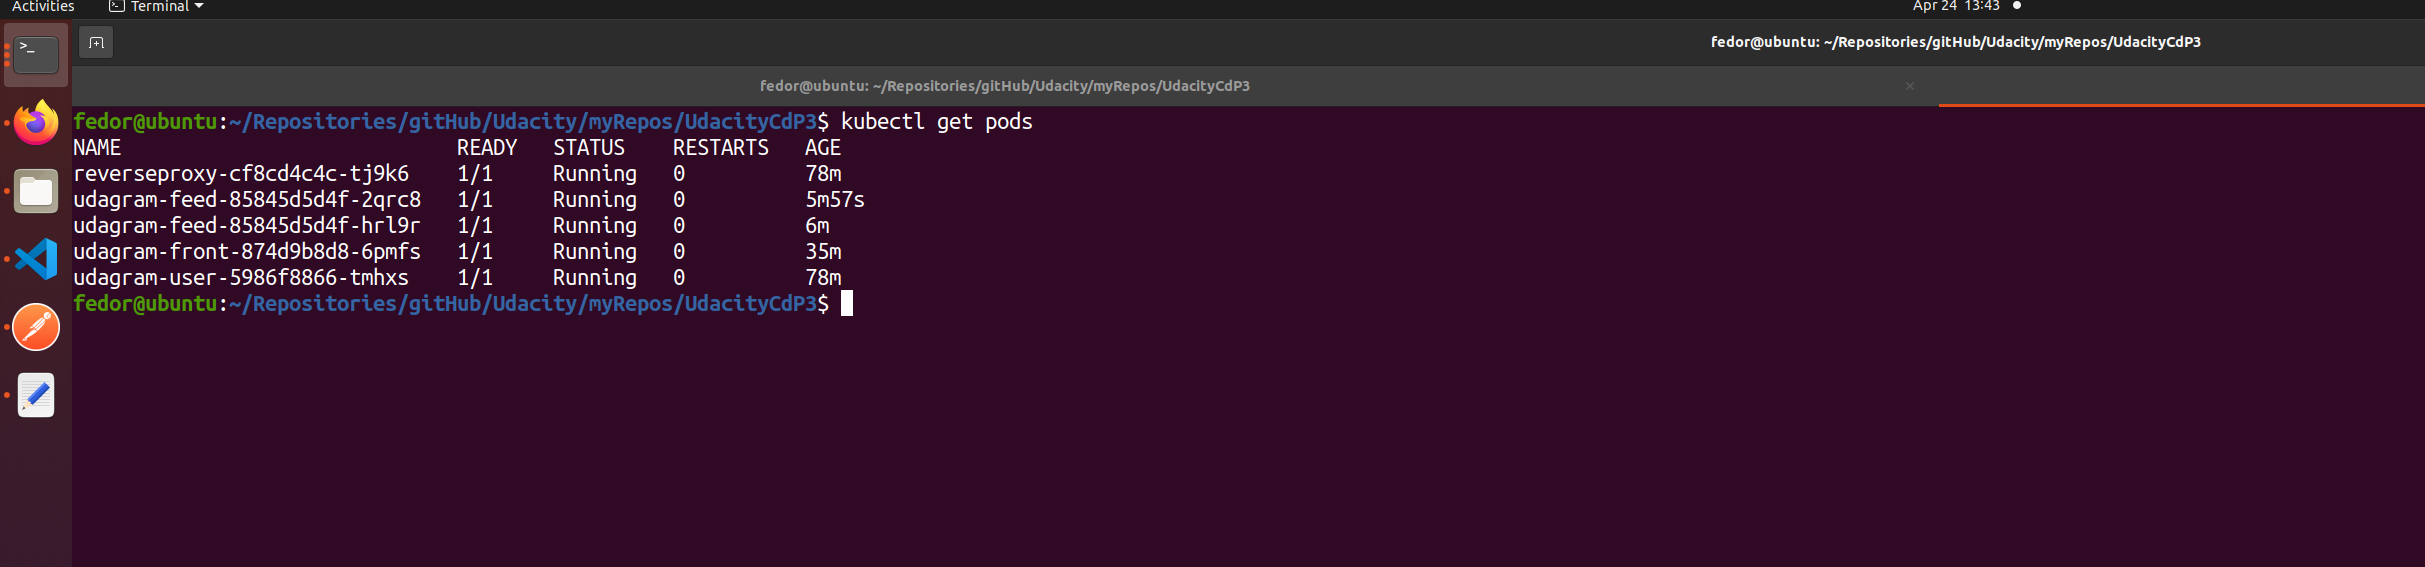 Activities Terminal Apr 24 13:43
fedor@ubuntu: ~/Repositories/gitHub/Udacity/myRepos/UdacityCdP3
fedor@ubuntu: ~/Repositories/gitHub/Udacity/myRepos/UdacityCdP3 ×
fedor@ubuntu:~/Repositories/gitHub/Udacity/myRepos/UdacityCdP3$ kubectl get pods
NAME READY STATUS RESTARTS AGE
reverseproxy-cf8cd4c4c-tj9k6 1/1 Running 0 78m
udagram-feed-85845d5d4f-2qrc8 1/1 Running 0 5m57s
udagram-feed-85845d5d4f-hrl9r 1/1 Running 0 6m
udagram-front-874d9b8d8-6pmfs 1/1 Running 0 35m
udagram-user-5986f8866-tmhxs 1/1 Running 0 78m
fedor@ubuntu:~/Repositories/gitHub/Udacity/myRepos/UdacityCdP3$